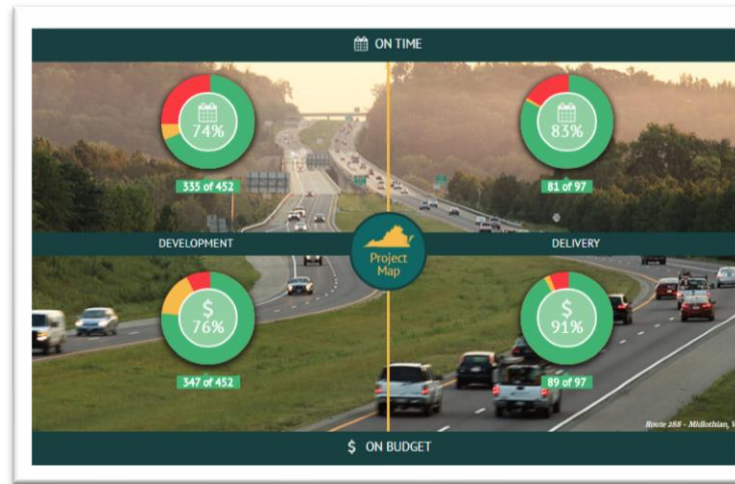 ON TIME
74%
335 of 452
83%
81 of 97
DEVELOPMENT
Project
Map
DELIVERY
$
76%
347 of 452
$
91%
89 of 97
Route 288 - Midlothian, V
$ ON BUDGET